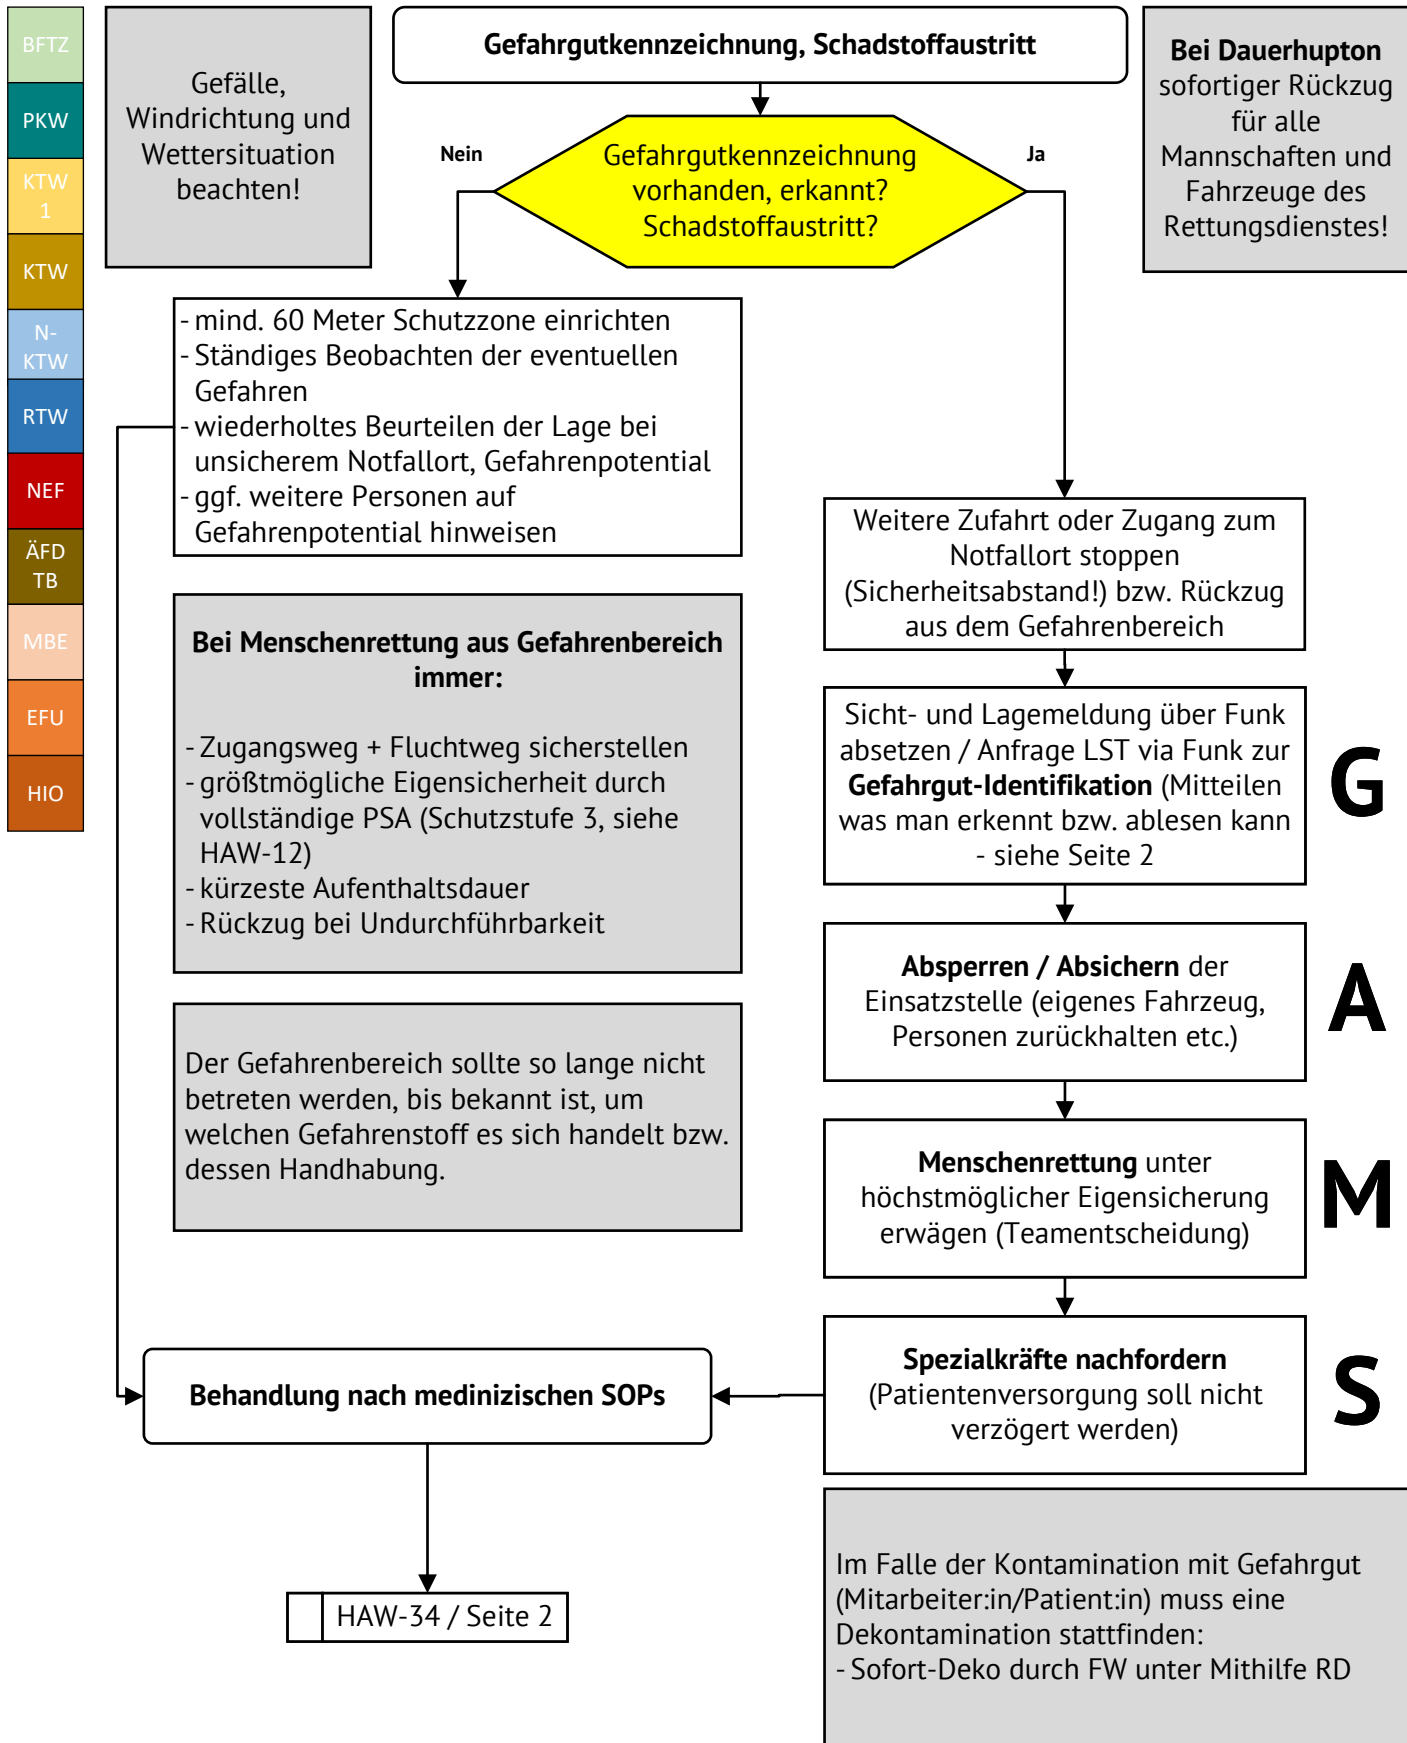 BFTZ
PKW
KTW
1
KTW
N-
KTW
RTW
NEF
ÄFD
TB
MBE
EFU
HIO
Gefälle,
Windrichtung und
Wettersituation
beachten!
Gefahrgutkennzeichnung, Schadstoffaustritt
Bei Dauerhupton
sofortiger Rückzug
für alle
Mannschaften und
Fahrzeuge des
Rettungsdienstes!
Nein
Gefahrgutkennzeichnung
vorhanden, erkannt?
Schadstoffaustritt?
Ja
- mind. 60 Meter Schutzzone einrichten
- Ständiges Beobachten der eventuellen
Gefahren
- wiederholtes Beurteilen der Lage bei
unsicherem Notfallort, Gefahrenpotential
- ggf. weitere Personen auf
Gefahrenpotential hinweisen
Weitere Zufahrt oder Zugang zum
Notfallort stoppen
(Sicherheitsabstand!) bzw. Rückzug
aus dem Gefahrenbereich
Bei Menschenrettung aus Gefahrenbereich
immer:
- Zugangsweg + Fluchtweg sicherstellen
- größtmögliche Eigensicherheit durch
vollständige PSA (Schutzstufe 3, siehe
HAW-12)
- kürzeste Aufenthaltsdauer
- Rückzug bei Undurchführbarkeit
Sicht- und Lagemeldung über Funk
absetzen / Anfrage LST via Funk zur
Gefahrgut-Identifikation (Mitteilen
was man erkennt bzw. ablesen kann
- siehe Seite 2
G
Absperren / Absichern der
Einsatzstelle (eigenes Fahrzeug,
Personen zurückhalten etc.)
A
Der Gefahrenbereich sollte so lange nicht
betreten werden, bis bekannt ist, um
welchen Gefahrenstoff es sich handelt bzw.
dessen Handhabung.
Menschenrettung unter
höchstmöglicher Eigensicherung
erwägen (Teamentscheidung)
M
Spezialkräfte nachfordern
(Patientenversorgung soll nicht
verzögert werden)
S
Behandlung nach medinizischen SOPs
HAW-34 / Seite 2
Im Falle der Kontamination mit Gefahrgut
(Mitarbeiter:in/Patient:in) muss eine
Dekontamination stattfinden:
- Sofort-Deko durch FW unter Mithilfe RD